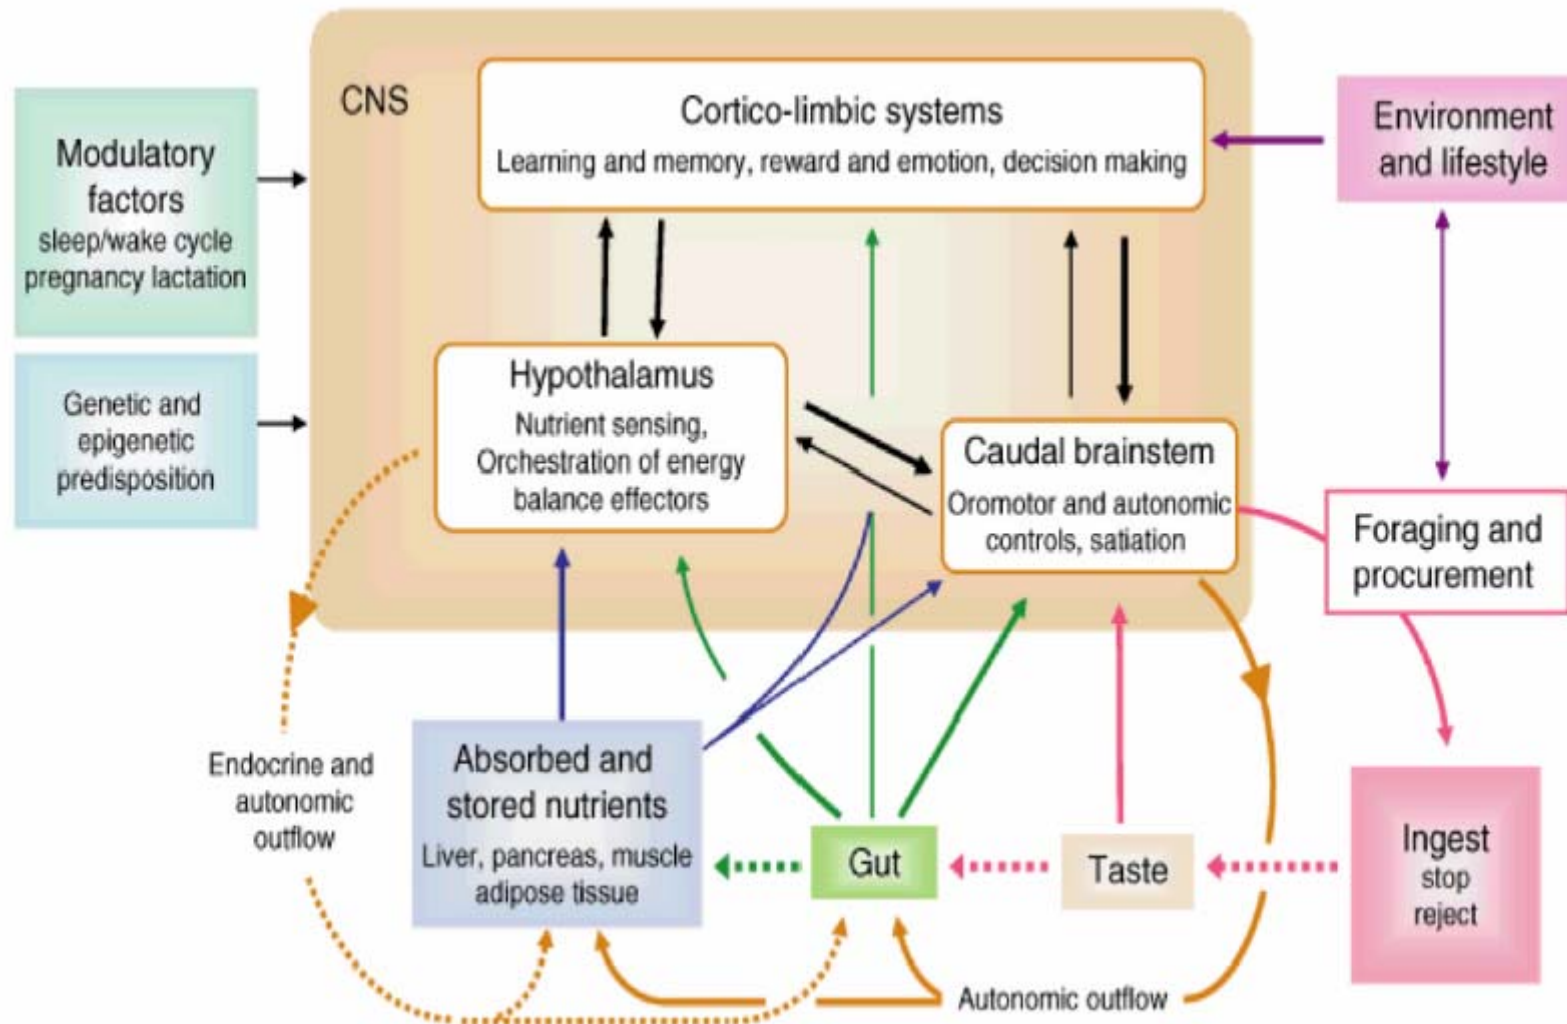 CNS
Cortico-limbic systems
Learning and memory, reward and emotion, decision making
Environment
and lifestyle
Modulatory
factors
sleep/wake cycle
pregnancy lactation
Genetic and
epigenetic
predisposition
Hypothalamus
Nutrient sensing,
Orchestration of energy
balance effectors
Caudal brainstem
Oromotor and autonomic
controls, satiation
Foraging and
procurement
Endocrine and
autonomic
outflow
Absorbed and
stored nutrients
Liver, pancreas, muscle
adipose tissue
Gut
Taste
Ingest
stop
reject
Autonomic outflow